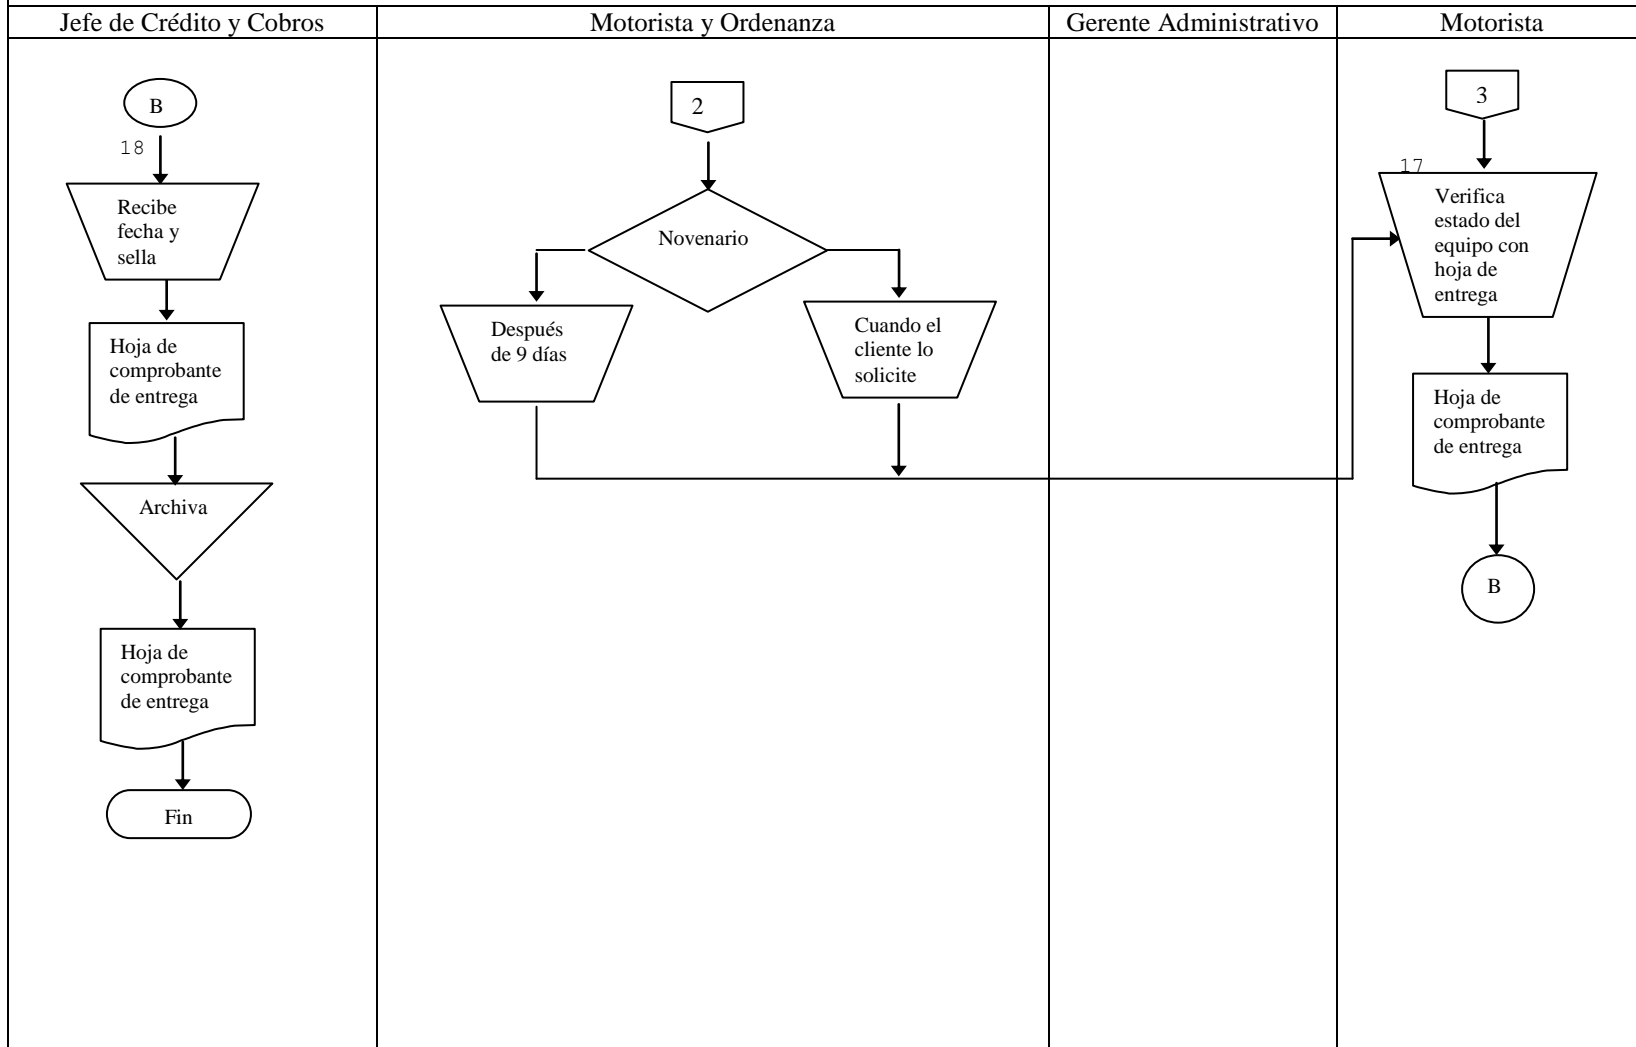 Jefe de Crédito y Cobros
Motorista y Ordenanza
Gerente Administrativo
Motorista
B
18
Recibe
fecha y
sella
Hoja de
comprobante
de entrega
Archiva
Hoja de
comprobante
de entrega
Fin
2
Novenario
Después
de 9 días
Cuando el
cliente lo
solicite
3
17
Verifica
estado del
equipo con
hoja de
entrega
Hoja de
comprobante
de entrega
B